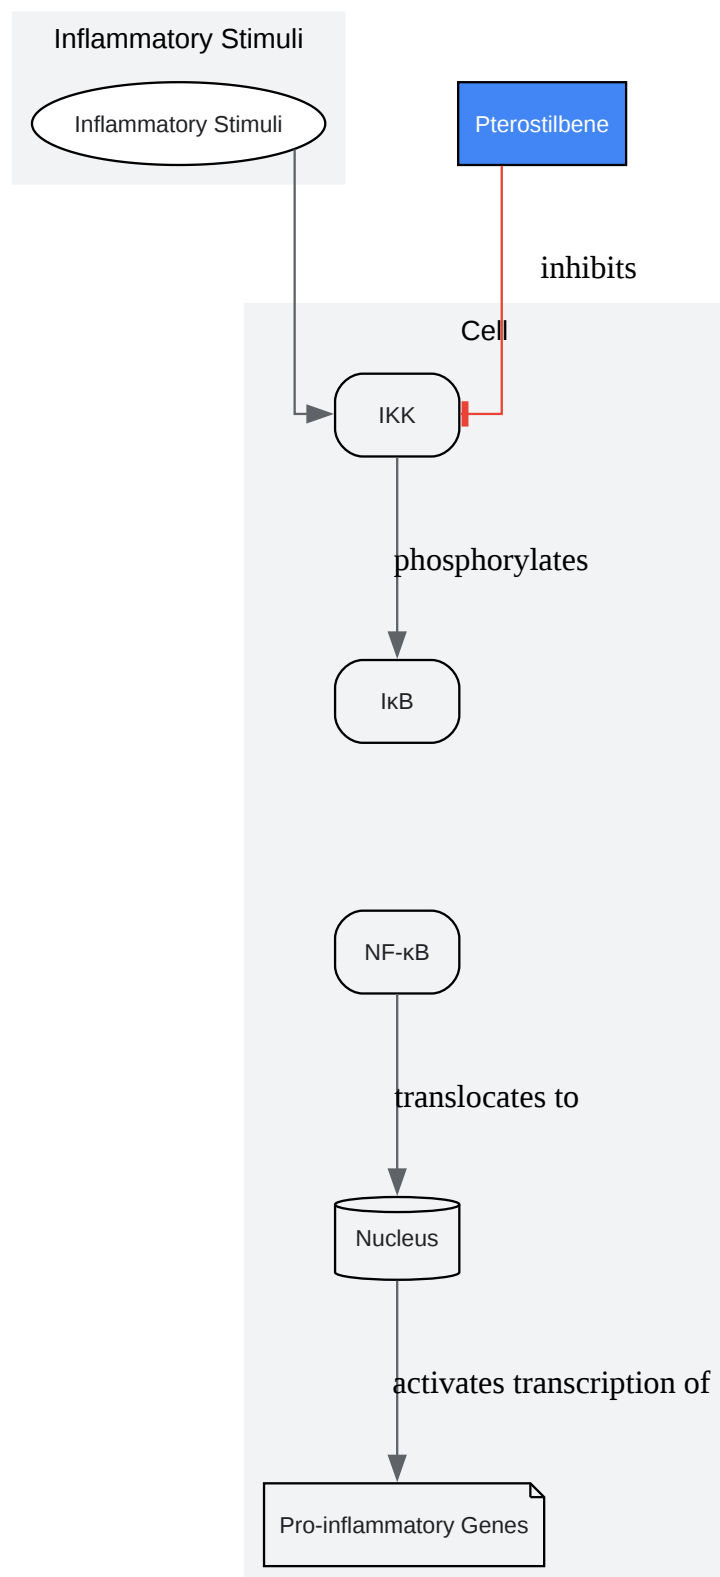 Inflammatory Stimuli
Inflammatory Stimuli
Pterostilbene
inhibits
Cell
IKK
phosphorylates
IκB
NF-κB
translocates to
Nucleus
activates transcription of
Pro-inflammatory Genes